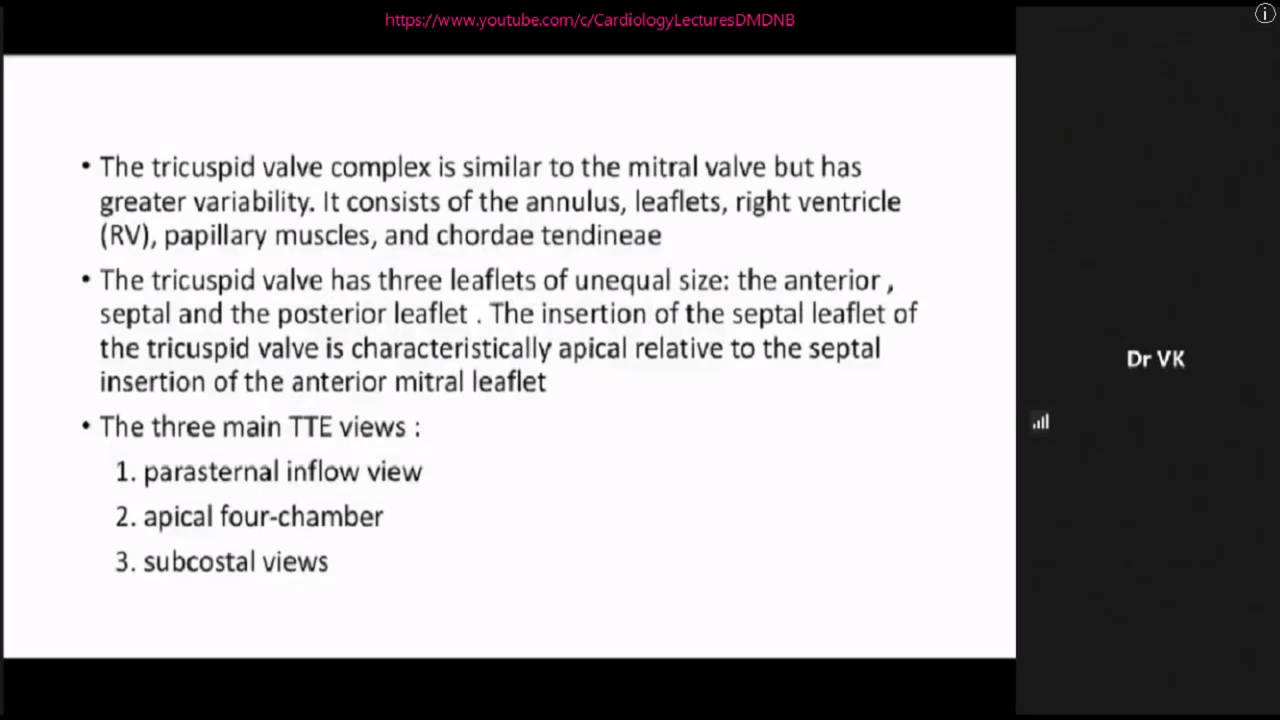 https://www.youtube.com/c/CardiologyLecturesDMDNB
• The tricuspid valve complex is similar to the mitral valve but has
greater variability. It consists of the annulus, leaflets, right ventricle
(RV), papillary muscles, and chordae tendineae
• The tricuspid valve has three leaflets of unequal size: the anterior ,
septal and the posterior leaflet . The insertion of the septal leaflet of
the tricuspid valve is characteristically apical relative to the septal
insertion of the anterior mitral leaflet
• The three main TTE views :
1. parasternal inflow view
2. apical four-chamber
3. subcostal views
Dr VK